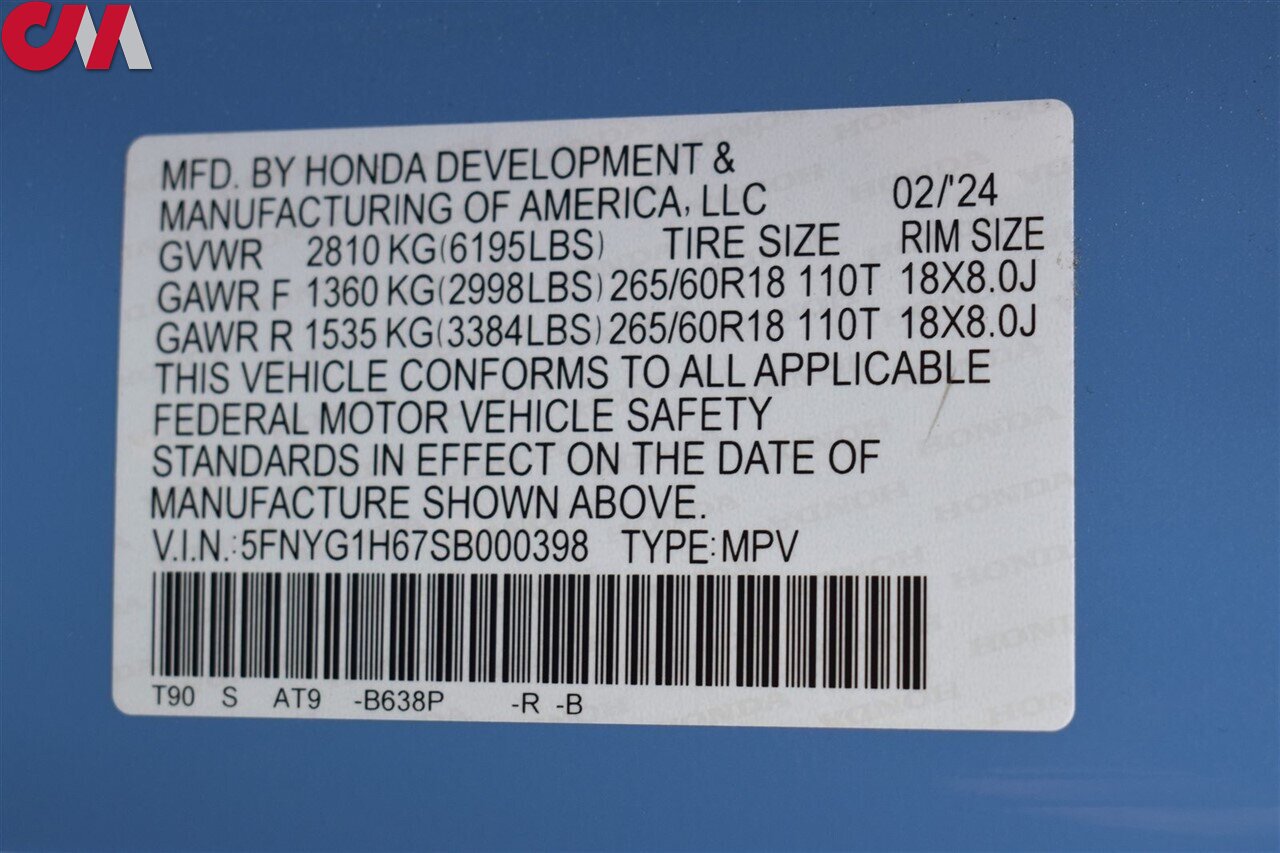 CM
MFD. BY HONDA DEVELOPMENT &
MANUFACTURING OF AMERICA, LLC 02/'24
GVWR 2810 KG(6195LBS) TIRE SIZE RIM SIZE
GAWR F 1360 KG(2998LBS) 265/60R18 110T 18X8.0J
GAWR R 1535 KG(3384LBS) 265/60R18 110T 18X8.0J
THIS VEHICLE CONFORMS TO ALL APPLICABLE
FEDERAL MOTOR VEHICLE SAFETY
STANDARDS IN EFFECT ON THE DATE OF
MANUFACTURE SHOWN ABOVE.
V.I.N.:5FNYG1H67SB000398 TYPE:MPV
T90 S AT9 -B638P -R -B